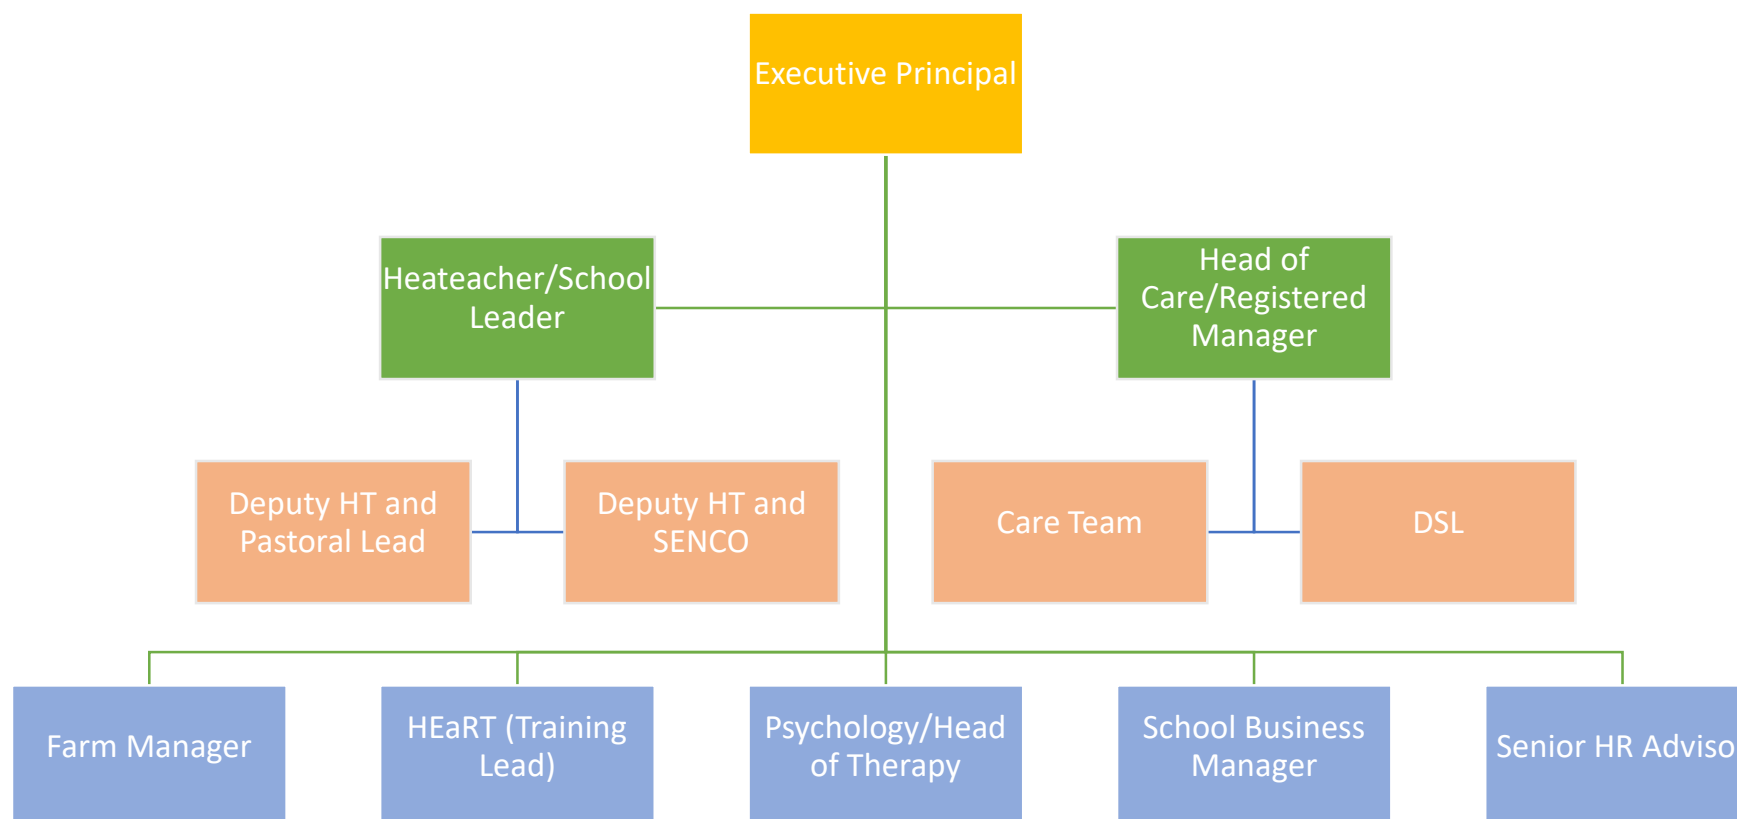 Executive Principal
Heateacher/School
Leader
Head of
Care/Registered
Manager
Deputy HT and
Pastoral Lead
Deputy HT and
SENCO
Care Team
DSL
Farm Manager
HEaRT (Training
Lead)
Psychology/Head
of Therapy
School Business
Manager
Senior HR Adviso